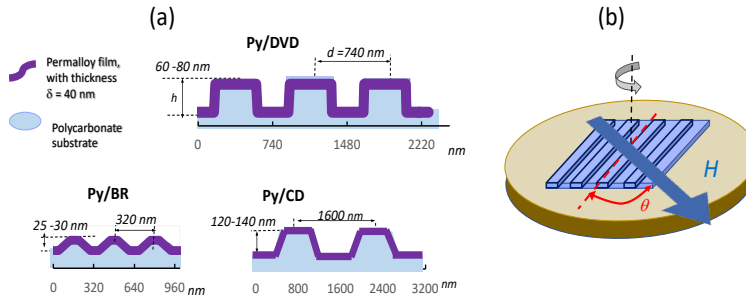 (a)
(b)
Permalloy film,
with thickness
δ = 40 nm
Polycarbonate
substrate
Py/DVD
d =740 nm
60 -80 nm
h
0 740 1480 2220 nm
Py/BR
320 nm
25 -30 nm
0 320 640 960 nm
Py/CD
1600 nm
120-140 nm
0 800 1600 2400 3200 nm
H
θ